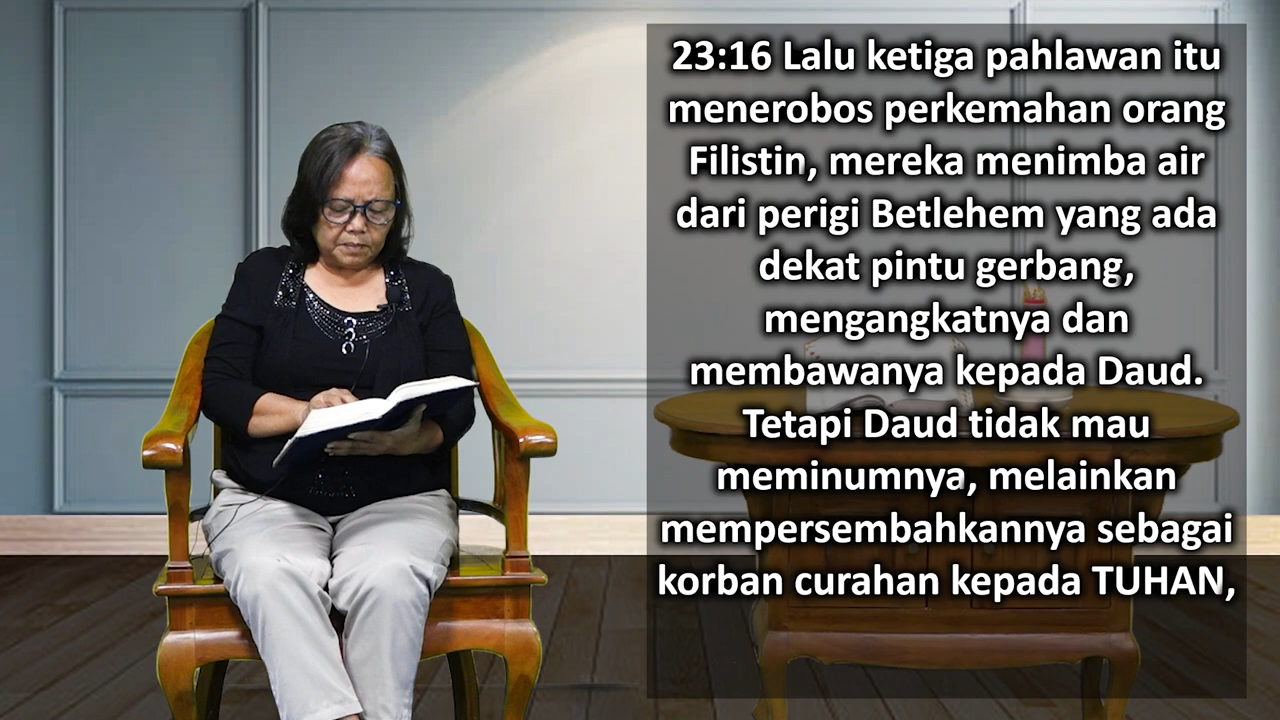 23:16 Lalu ketiga pahlawan itu
menerobos perkemahan orang
Filistin, mereka menimba air
dari perigi Betlehem yang ada
dekat pintu gerbang,
mengangkatnya dan
membawanya kepada Daud.
Tetapi Daud tidak mau
meminumnya, melainkan
mempersembahkannya sebagai
korban curahan kepada TUHAN,